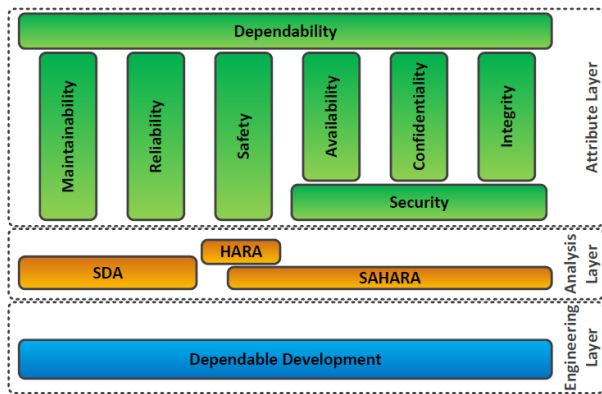 Dependability
Maintainability
Reliability
Safety
Availability
Confidentiality
Integrity
Security
Attribute Layer
HARA
SDA
SAHARA
Analysis
Layer
Dependable Development
Engineering
Layer